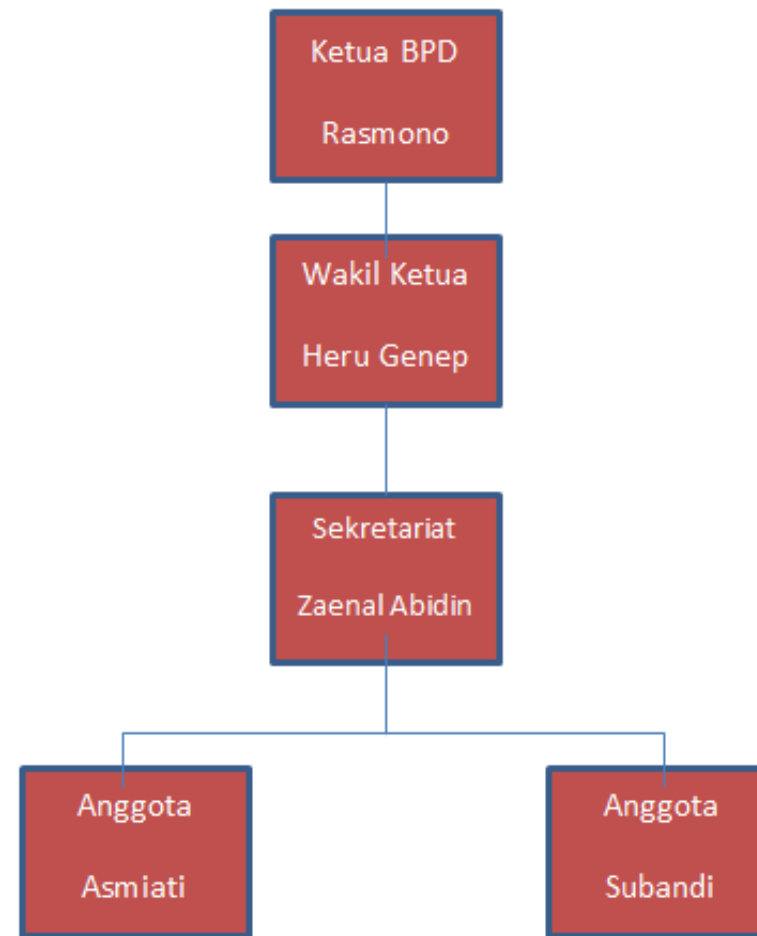 Ketua BPD
Rasmono
Wakil Ketua
Heru Genep
Sekretariat
Zaenal Abidin
Anggota
Asmiati
Anggota
Subandi